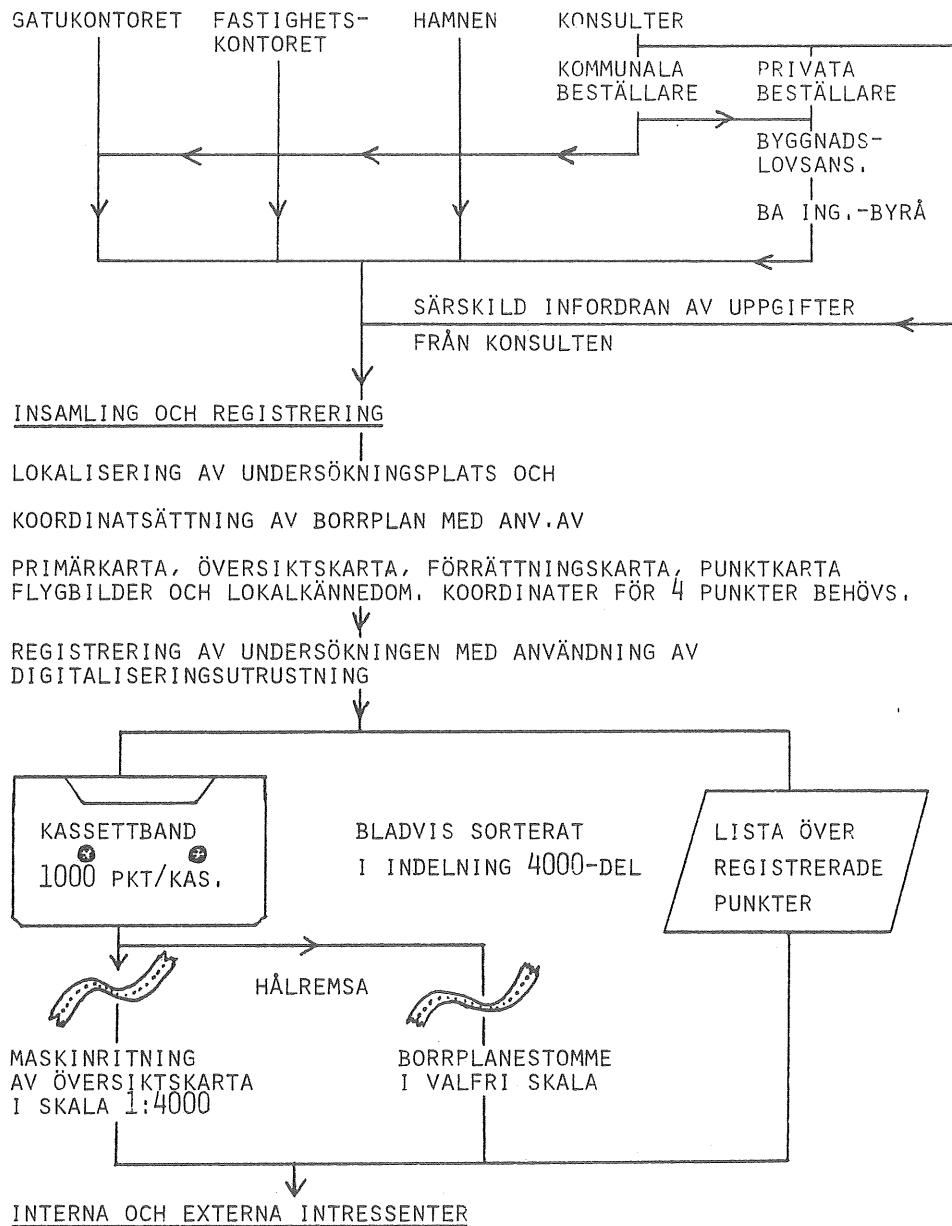 GATUKONTORET
FASTIGHETS-
KONTORET
HAMNEN
KONSULTER
KOMMUNALA
BESTÄLLARE
PRIVATA
BESTÄLLARE
BYGGNADS-
LOVSANS.
BA ING.-BYRÅ
SÄRSKILD INFORDRAN AV UPPGIFTER
FRÅN KONSULTEN
INSAMLING OCH REGISTRERING
LOKALISERING AV UNDERSÖKNINGSPLATS OCH
KOORDINATSÄTTNING AV BORRPLAN MED ANV.AV
PRIMÄRKARTA, ÖVERSIKTSKARTA, FÖRRÄTTNINGSKARTA, PUNKTKARTA
FLYGBILDER OCH LOKALKÄNNEDOM. KOORDINATER FÖR 4 PUNKTER BEHÖVS.
REGISTRERING AV UNDERSÖKNINGEN MED ANVÄNDNING AV
DIGITALISERINGSUTRUSTNING
KASSETTBAND
1000 PKT/KAS.
BLADVIS SORTERAT
I INDELNING 4000-DEL
LISTA ÖVER
REGISTRERADE
PUNKTER
HÅLREMSA
MASKINRITNING
AV ÖVERSIKTSKARTA
I SKALA 1:4000
BORRPLANESTOMME
I VALFRI SKALA
INTERNA OCH EXTERNA INTRESSENTER